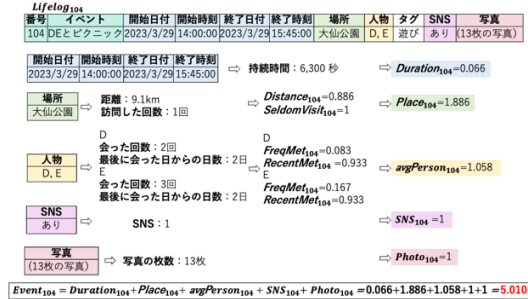 Lifelog104
番号 イベント 開始日付 開始時刻 終了日付 終了時刻 場所 人物 タグ SNS 写真
104 DEとピクニック 2023/3/29 14:00:00 2023/3/29 15:45:00 大仙公園 D, E 遊び あり (13枚の写真)
開始日付 開始時刻 終了日付 終了時刻
2023/3/29 14:00:00 2023/3/29 15:45:00
⇨ 持続時間：6,300 秒 ⇨ Duration104=0.066
場所
大仙公園
⇨ 距離：9.1km
訪問した回数：1回
⇨ Distance104=0.886
SeldomVisit104=1
⇨ Place104=1.886
人物
D, E
⇨ D
会った回数：2回
最後に会った日からの日数：2日
E
会った回数：3回
最後に会った日からの日数：2日
⇨ D
FreqMet104=0.083
RecentMet104=0.933
E
FreqMet104=0.167
RecentMet104=0.933
⇨ avgPerson104=1.058
SNS
あり
⇨ SNS：1 ⇨ SNS104 =1
写真
(13枚の写真)
⇨ 写真の枚数：13枚 ⇨ Photo104=1
Event104 = Duration104+Place104+ avgPerson104 + SNS104+ Photo104 =0.066+1.886+1.058+1+1 =5.010